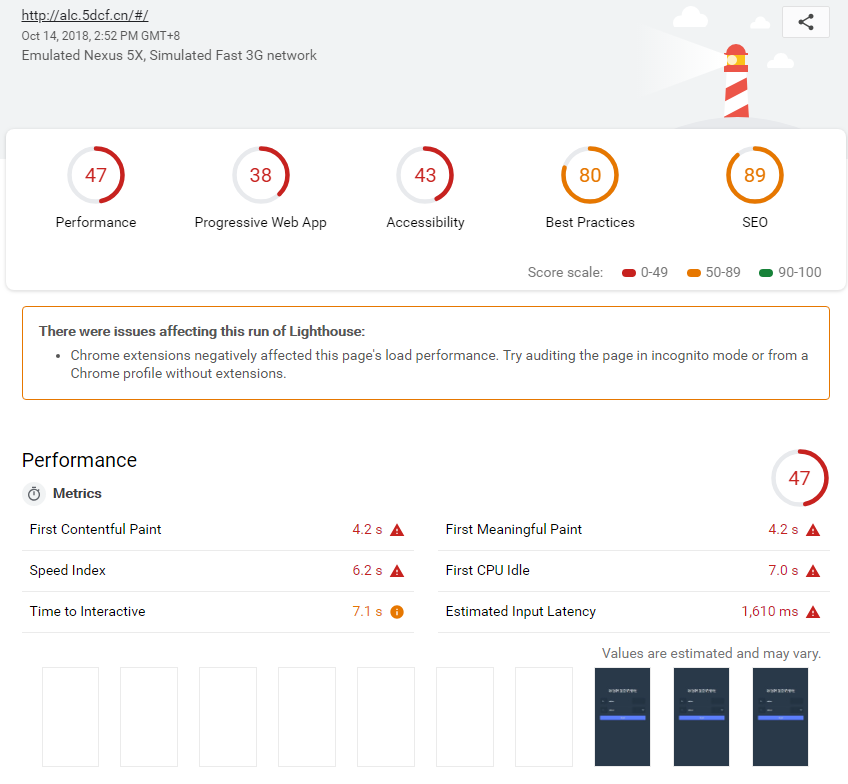 http://alc.5dcf.cn/#/
Oct 14, 2018, 2:52 PM GMT+8
Emulated Nexus 5X, Simulated Fast 3G network
47 38 43 80 89
Performance Progressive Web App Accessibility Best Practices SEO
Score scale: 0-49 50-89 90-100
There were issues affecting this run of Lighthouse:
• Chrome extensions negatively affected this page's load performance. Try auditing the page in incognito mode or from a
Chrome profile without extensions.
Performance
47
Metrics
First Contentful Paint 4.2 s First Meaningful Paint 4.2 s
Speed Index 6.2 s First CPU Idle 7.0 s
Time to Interactive 7.1 s Estimated Input Latency 1,610 ms
Values are estimated and may vary.